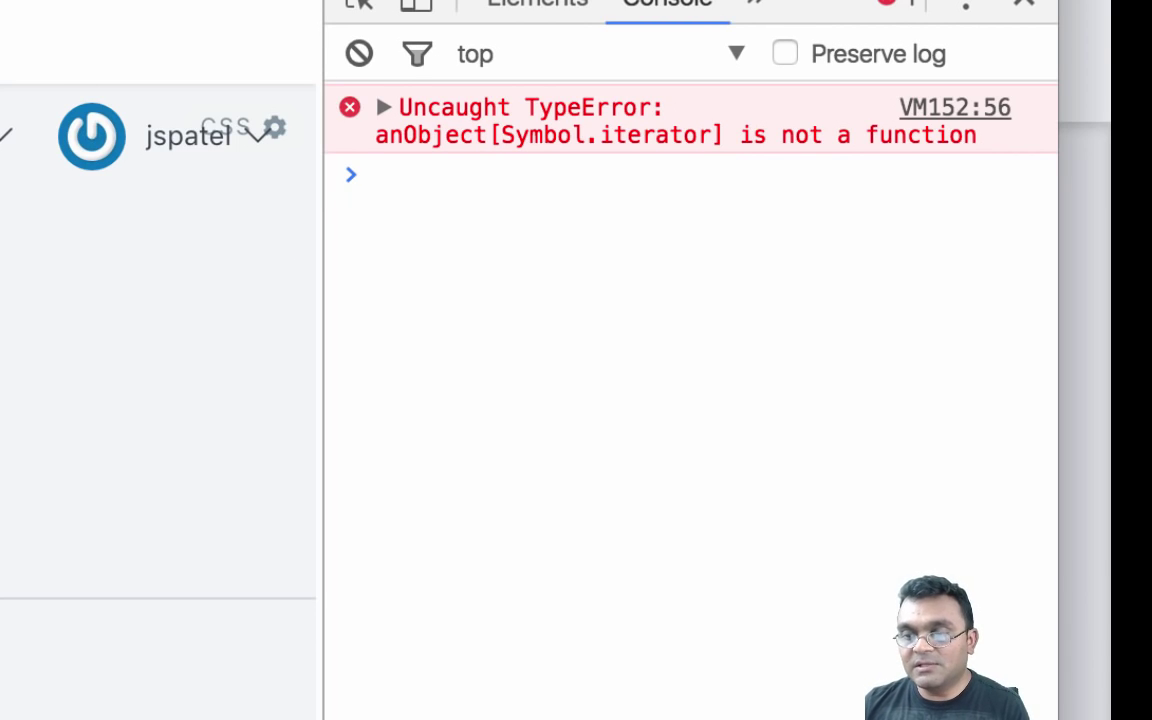 Elements Console »
top Preserve log
Uncaught TypeError: VM152:56
anObject[Symbol.iterator] is not a function
jspatel
CSS